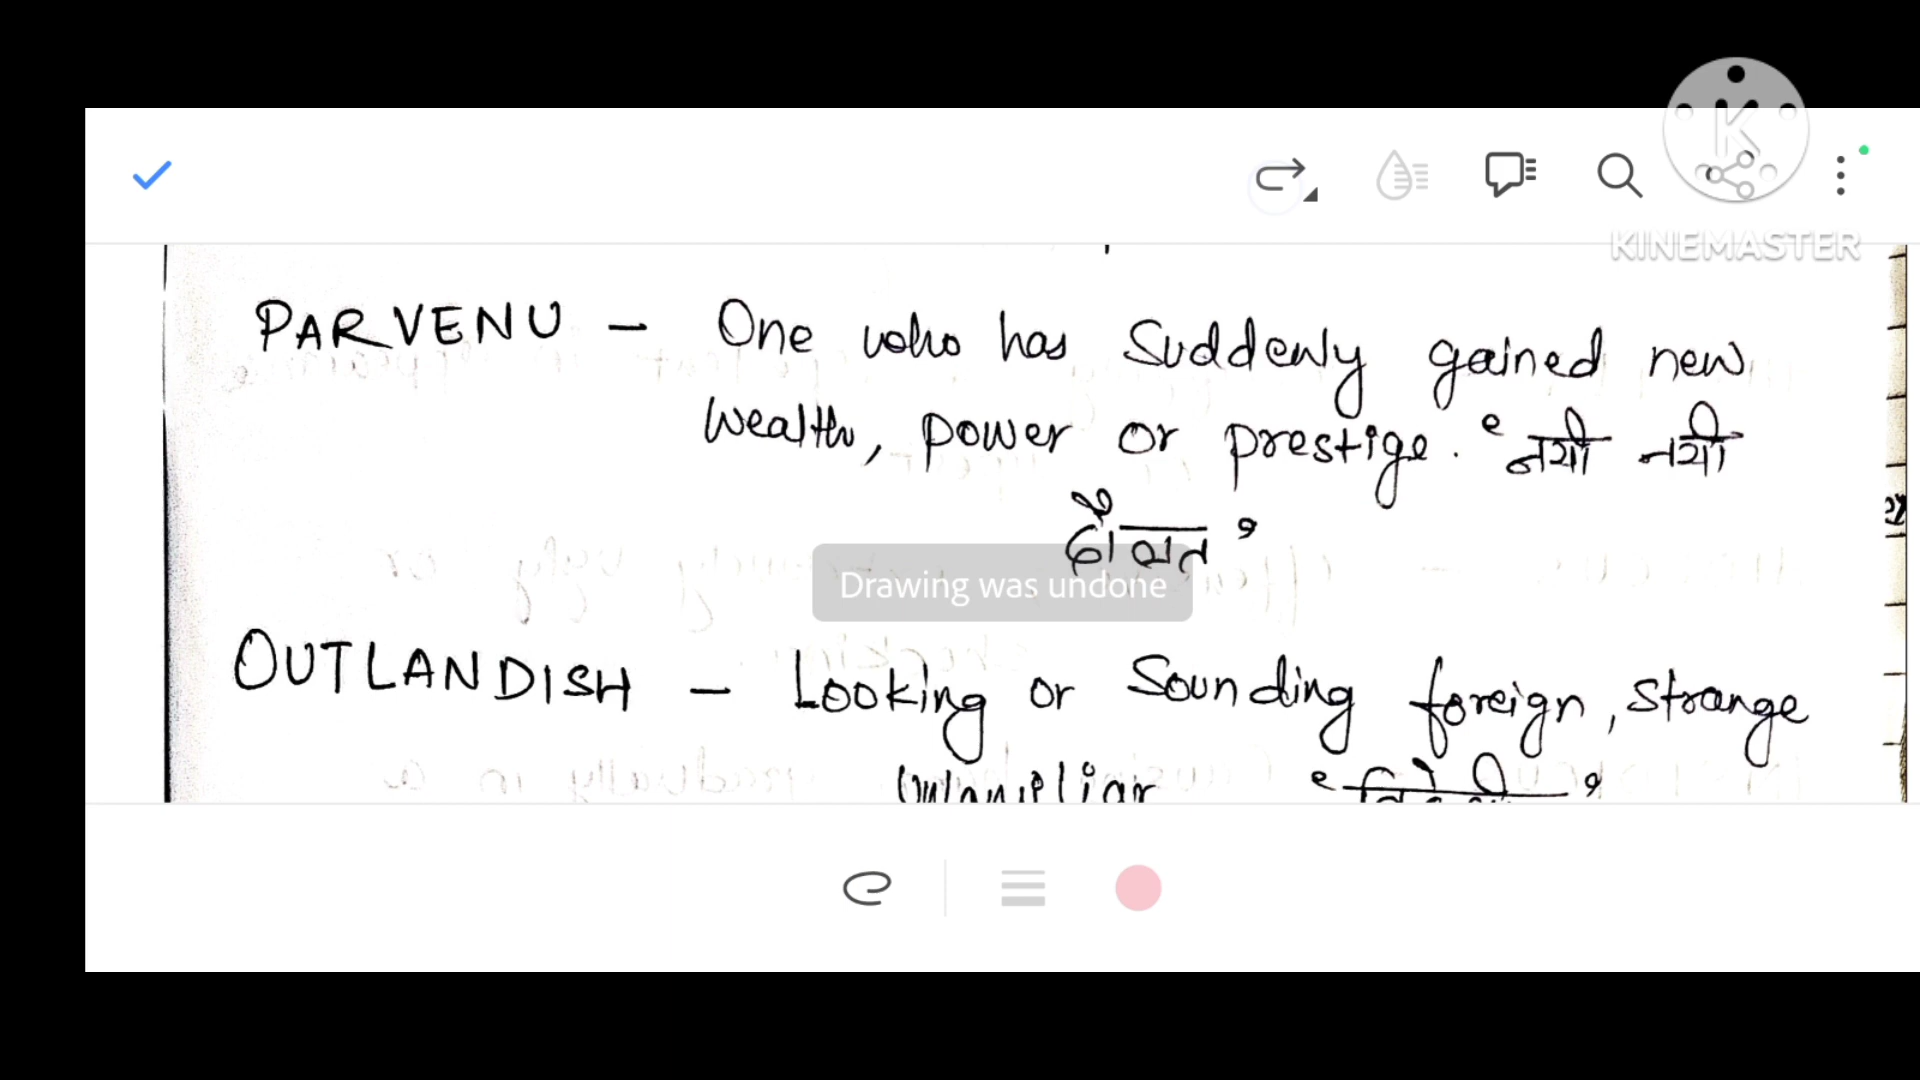 KINEMASTER
PARVENU – One who has Suddenly gained new
Wealth, power or prestige. 'नयी नयी
Drawing was undone
OUTLANDISH – Looking or Sounding foreign, Strange